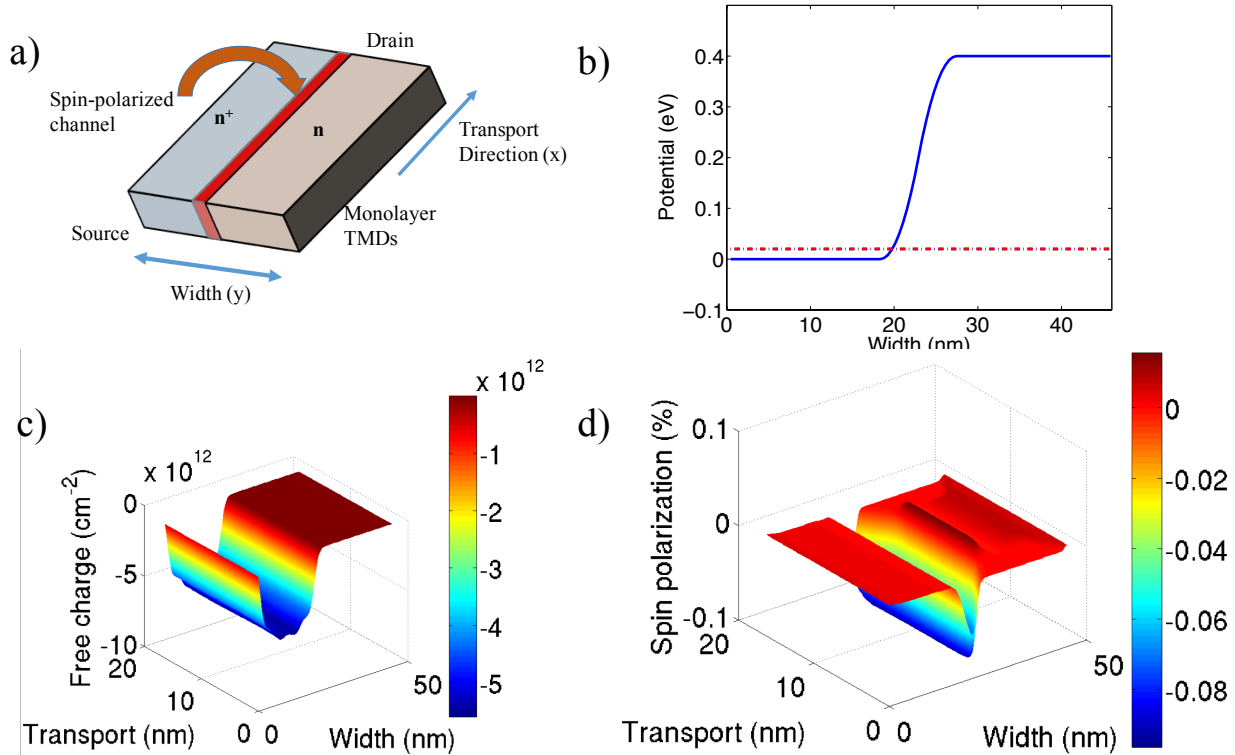 a)
Drain
Spin-polarized
channel
n+
n
Transport
Direction (x)
Monolayer
TMDs
Source
Width (y)
b)
Potential (eV)
0.4
0.3
0.2
0.1
0
−0.1
0
10
20
30
40
Width (nm)
c)
x 10^12
Free charge (cm^-2)
0
-5
-10
20
10
0
0
50
Transport (nm)
Width (nm)
x 10^12
-1
-2
-3
-4
-5
d)
Spin polarization (%)
0.1
0
-0.1
20
10
0
0
50
Transport (nm)
Width (nm)
0
-0.02
-0.04
-0.06
-0.08